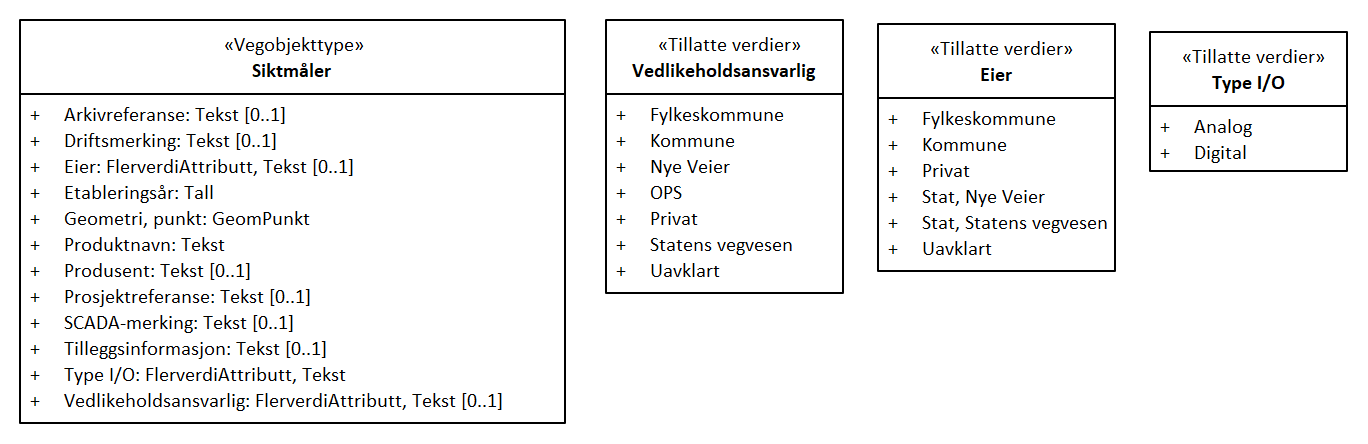 «Vegobjekttype»
Siktmåler
+ Arkivreferanse: Tekst [0..1]
+ Driftsmerking: Tekst [0..1]
+ Eier: FlerverdiAttributt, Tekst [0..1]
+ Etableringsår: Tall
+ Geometri, punkt: GeomPunkt
+ Produktnavn: Tekst
+ Produsent: Tekst [0..1]
+ Prosjektreferanse: Tekst [0..1]
+ SCADA-merking: Tekst [0..1]
+ Tilleggsinformasjon: Tekst [0..1]
+ Type I/O: FlerverdiAttributt, Tekst
+ Vedlikeholdsansvarlig: FlerverdiAttributt, Tekst [0..1]
«Tillatte verdier»
Vedlikeholdsansvarlig
+ Fylkeskommune
+ Kommune
+ Nye Veier
+ OPS
+ Privat
+ Statens vegvesen
+ Uavklart
«Tillatte verdier»
Eier
+ Fylkeskommune
+ Kommune
+ Privat
+ Stat, Nye Veier
+ Stat, Statens vegvesen
+ Uavklart
«Tillatte verdier»
Type I/O
+ Analog
+ Digital